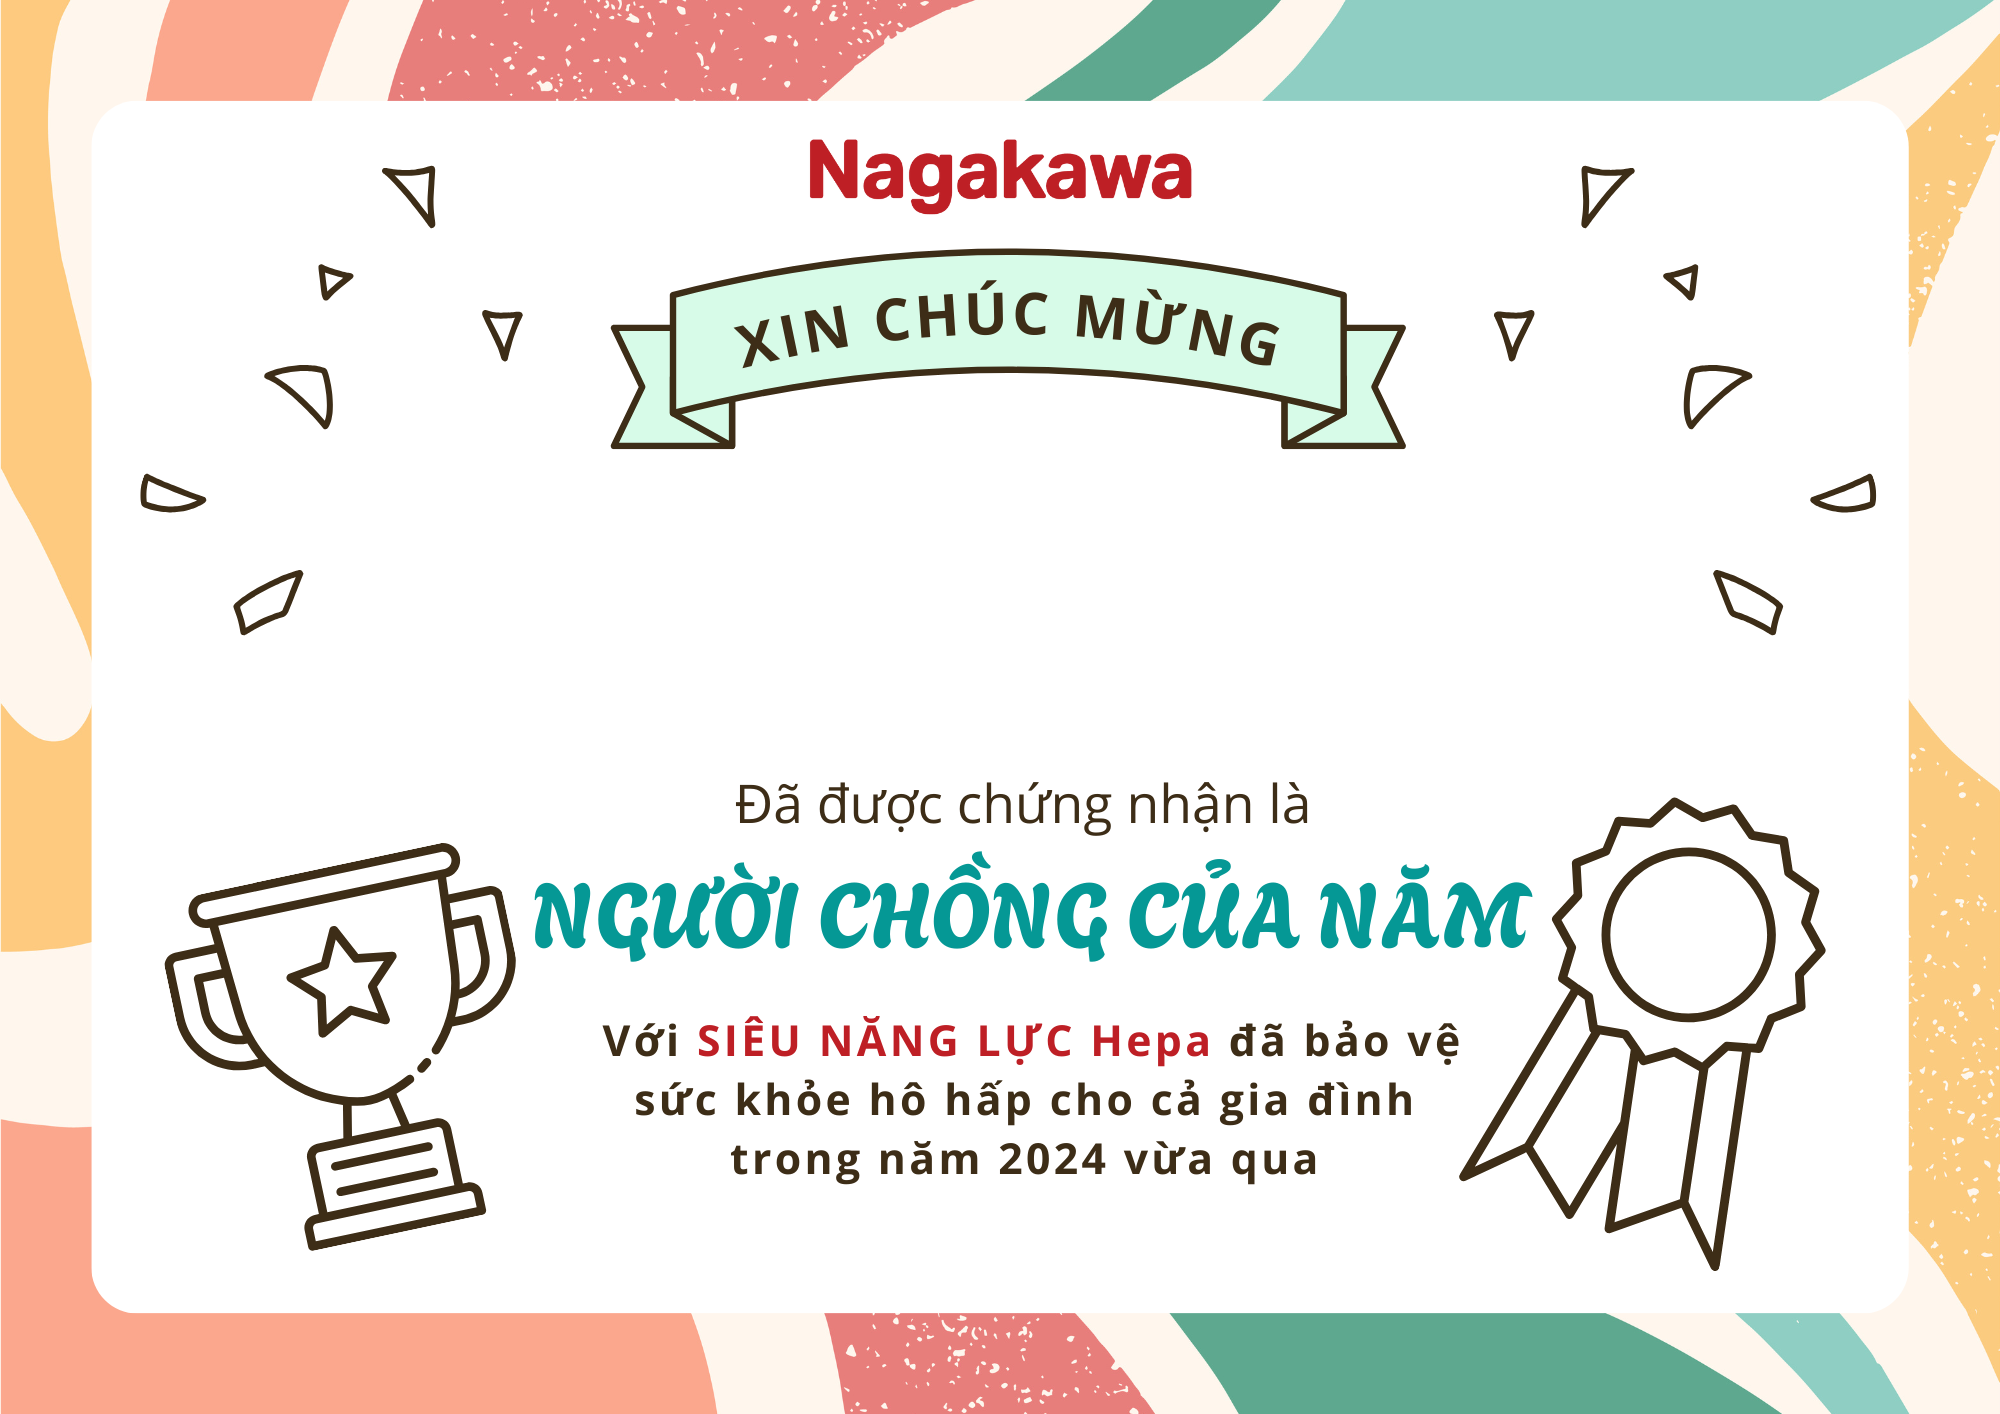 Nagakawa
XIN CHÚC MỪNG
Đã được chứng nhận là
NGƯỜI CHỒNG CỦA NĂM
Với SIÊU NĂNG LỰC Hepa đã bảo vệ
sức khỏe hô hấp cho cả gia đình
trong năm 2024 vừa qua